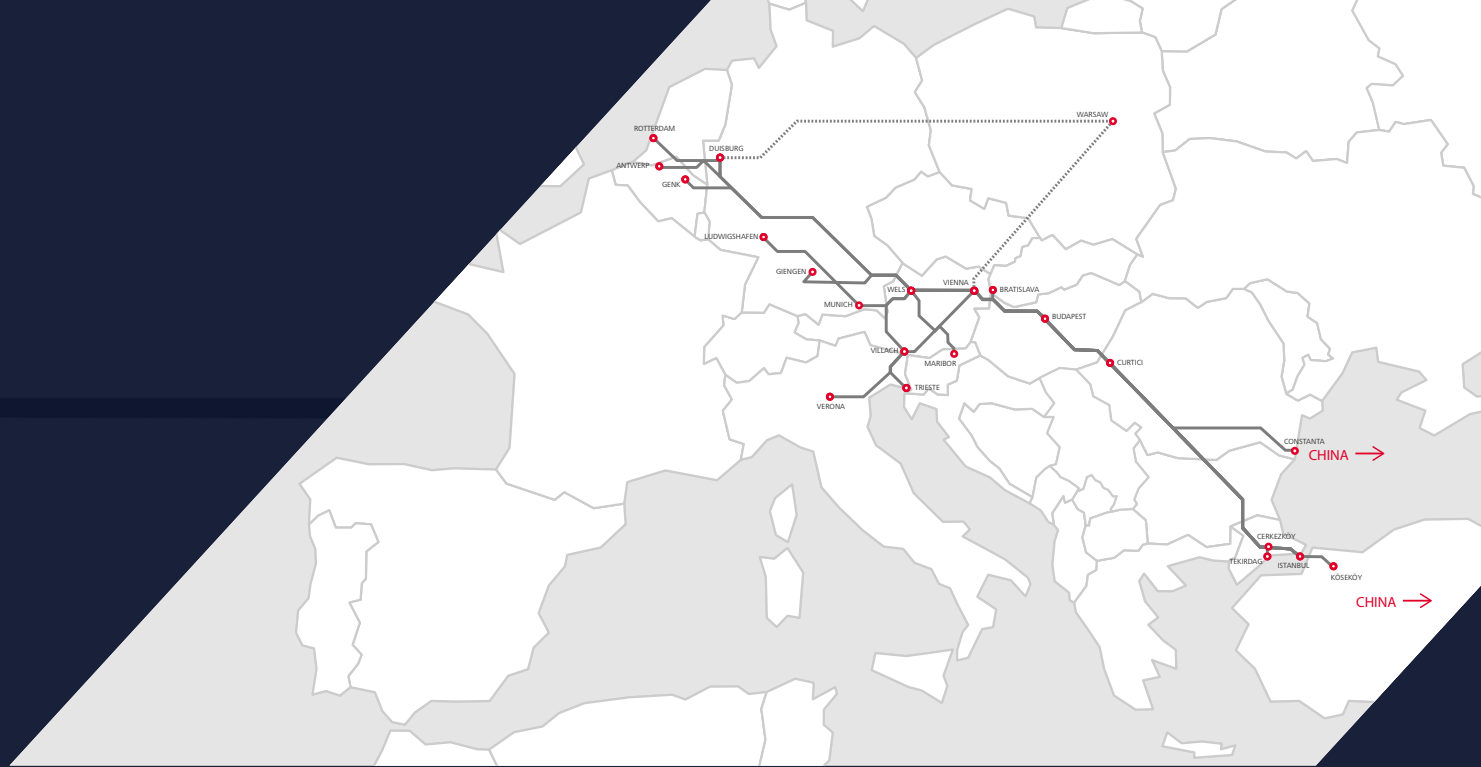 WARSAW
ROTTERDAM
DUISBURG
ANTWERP
GENK
LUDWIGSHAFEN
GIENGEN
VIENNA
WELS
BRATISLAVA
MUNICH
BUDAPEST
VILLACH
MARIBOR
CURTICI
TRIESTE
VERONA
CONSTANTA
CHINA
CERKEZKÖY
TEKIRDAG
ISTANBUL
KÖSEKÖY
CHINA